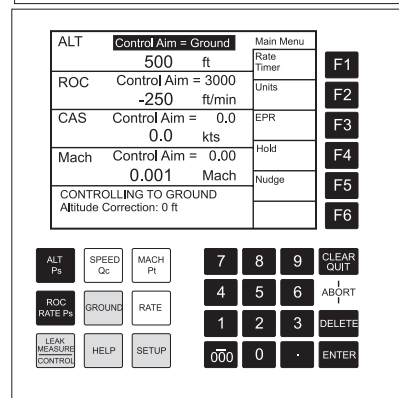 ALT Control Aim = Ground
500 ft
ROC Control Aim = 3000
-250 ft/min
CAS Control Aim = 0.0
0.0 kts
Mach Control Aim = 0.00
0.001 Mach
CONTROLLING TO GROUND
Altitude Correction: 0 ft
Main Menu
Rate
Timer
Units
EPR
Hold
Nudge
F1
F2
F3
F4
F5
F6
ALT
Ps
SPEED
Qc
MACH
Pt
ROC
RATE Ps
GROUND
RATE
LEAK
MEASURE
CONTROL
HELP
SETUP
7 8 9 CLEAR
QUIT
4 5 6 ABORT
1 2 3 DELETE
000 0 . ENTER